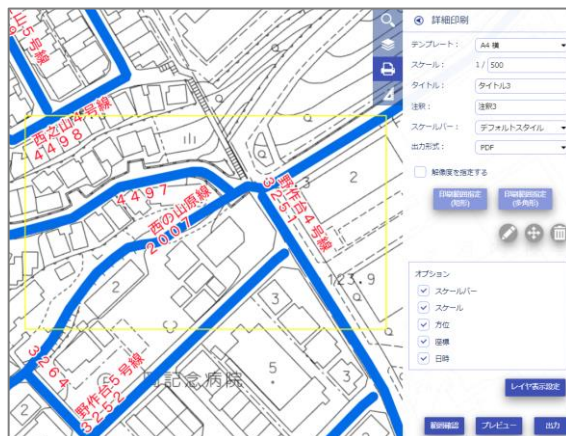 詳細印刷
テンプレート： A4 横
スケール： 1 / 500
タイトル： タイトル3
注釈： 注釈3
スケールバー： デフォルトスタイル
出力形式： PDF
解像度を指定する
印刷範囲指定
(矩形)
印刷範囲指定
(多角形)
オプション
スケールバー
スケール
方位
座標
日時
レイヤ表示設定
範囲確認 プレビュー 出力
西之山4号線
4498
4497
西の山原線
2007
野作台4号線
3251
3
2
123.9
2
3
3
5
3264
野作台5号線
3252
記念病院
2
2